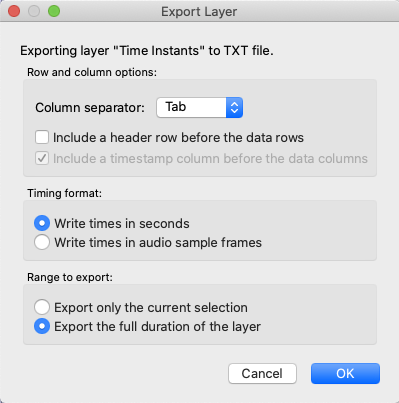 Export Layer
Exporting layer "Time Instants" to TXT file.
Row and column options:
Column separator: Tab
Include a header row before the data rows
Include a timestamp column before the data columns
Timing format:
Write times in seconds
Write times in audio sample frames
Range to export:
Export only the current selection
Export the full duration of the layer
Cancel OK